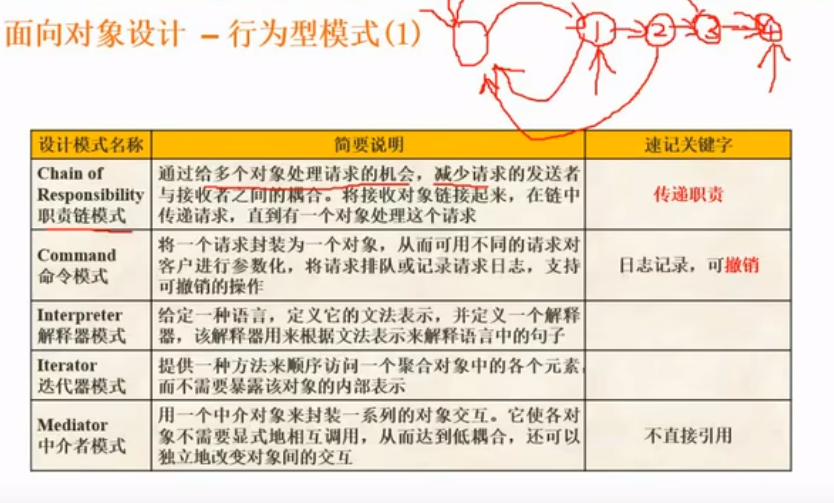 面向对象设计 – 行为型模式(1)
1 2 3 4
设计模式名称 简要说明 速记关键字
Chain of
Responsibility
职责链模式
通过给多个对象处理请求的机会，减少请求的发送者
与接收者之间的耦合。将接收对象链接起来，在链中
传递请求，直到有一个对象处理这个请求
传递职责
Command
命令模式
将一个请求封装为一个对象，从而可用不同的请求对
客户进行参数化，将请求排队或记录请求日志，支持
可撤销的操作
日志记录，可撤销
Interpreter
解释器模式
给定一种语言，定义它的文法表示，并定义一个解释
器，该解释器用来根据文法表示来解释语言中的句子
Iterator
迭代器模式
提供一种方法来顺序访问一个聚合对象中的各个元素，
而不需要暴露该对象的内部表示
Mediator
中介者模式
用一个中介对象来封装一系列的对象交互。它使各对
象不需要显式地相互调用，从而达到低耦合，还可以
独立地改变对象间的交互
不直接引用